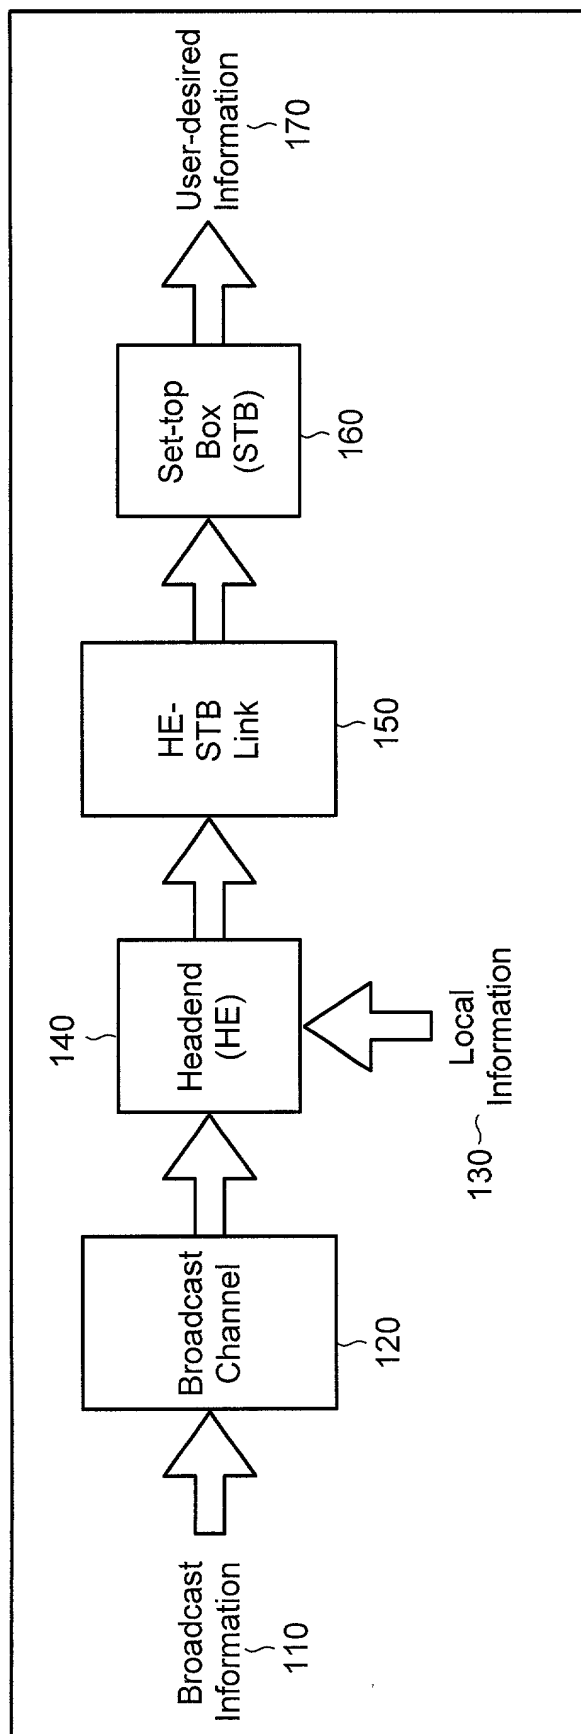 Broadcast
Information
110
Broadcast
Channel
120
140
Headend
(HE)
Local
Information
130
HE-
STB
Link
150
Set-top
Box
(STB)
160
User-desired
Information
170